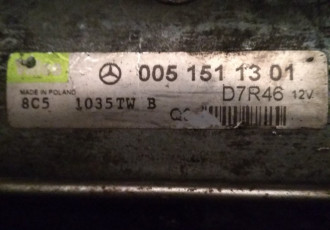 005 151 13 01
MADE IN POLAND D7R46 12V
8C5 1035TW B